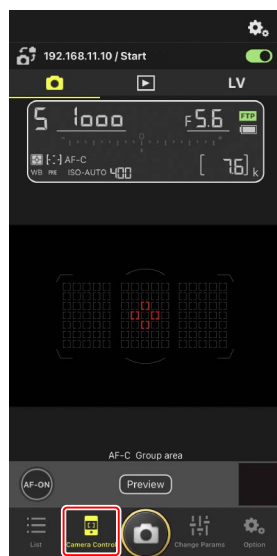 192.168.11.10 / Start
LV
S 1000 F5.6 FTP
AF-C
WB PRE ISO-AUTO 400 [ 7.6] k
AF-C Group area
AF-ON Preview
List Camera Control Change Params Option